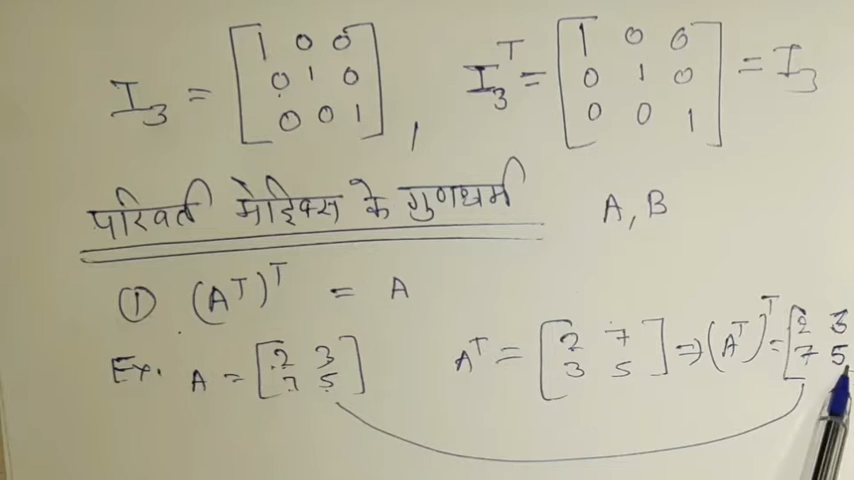 I₃ = [1 0 0; 0 1 0; 0 0 1], I₃ᵀ = [1 0 0; 0 1 0; 0 0 1] = I₃
परिवर्त मैट्रिक्स के गुणधर्म A, B
① (Aᵀ)ᵀ = A
Ex. A = [2 3; 7 5] Aᵀ = [2 7; 3 5] ⇒ (Aᵀ)ᵀ = [2 3; 7 5